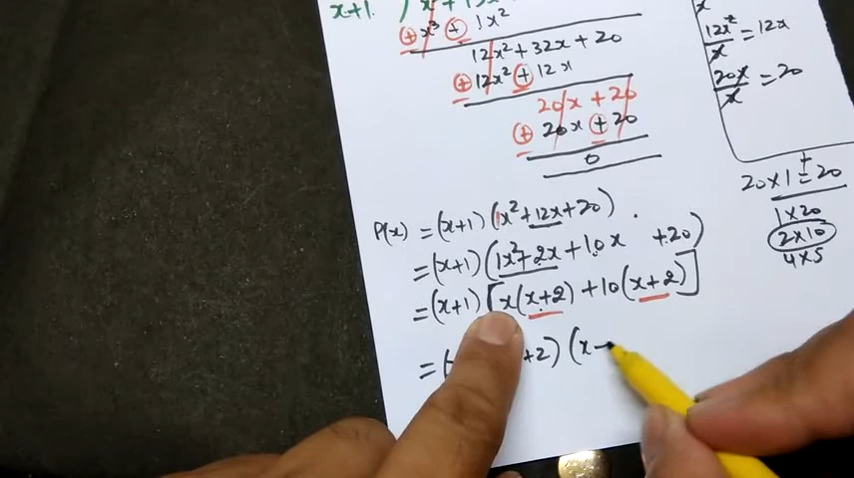 x+1
⊕ x³ ⊕ 1x²
12x² + 32x + 20
⊕ 12x² ⊕ 12x
20x + 20
⊕ 20x ⊕ 20
0
x
12x²/x = 12x
20x/x = 20
20×1 = 20
+
1×20
2×10
4×5
P(x) = (x+1)(1x²+12x+20).
= (x+1)(1x²+2x+10x +20)
= (x+1)[x(x+2)+10(x+2)]
= ( +2)(x